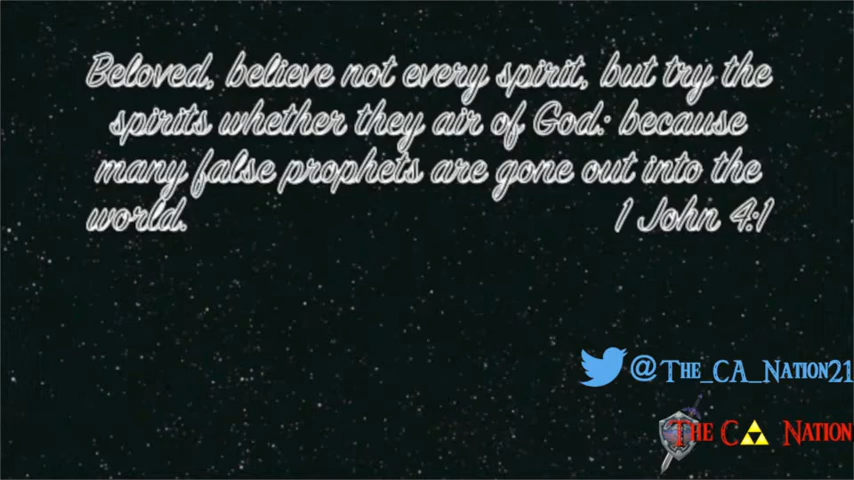 Beloved, believe not every spirit, but try the
spirits whether they air of God: because
many false prophets are gone out into the
world. 1 John 4:1
@The_CA_Nation21
The CA Nation